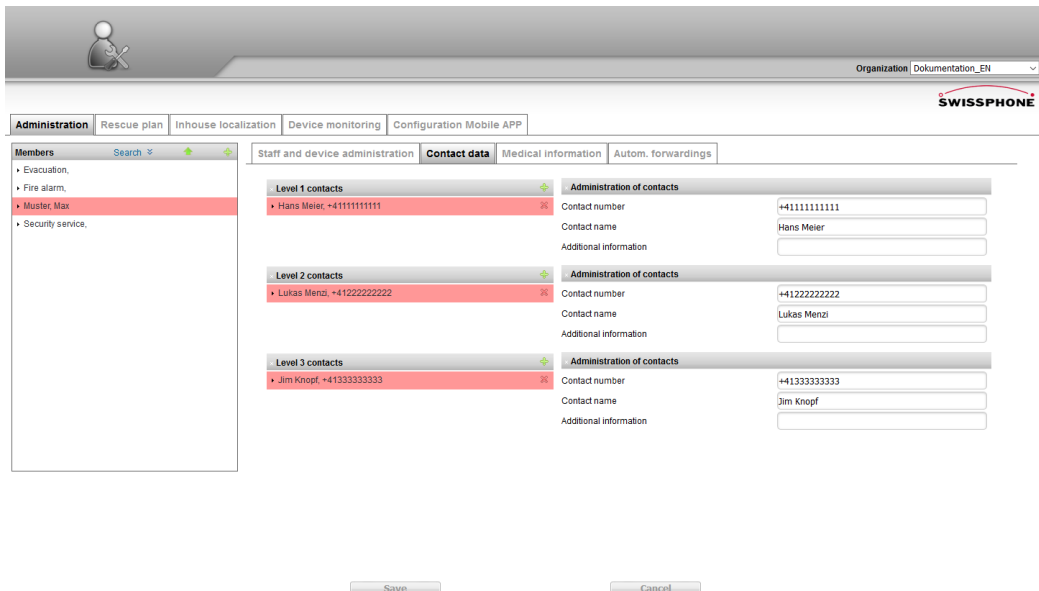 Organization Dokumentation_EN
SWISSPHONE
Administration Rescue plan Inhouse localization Device monitoring Configuration Mobile APP
Members Search
Evacuation,
Fire alarm,
Muster, Max
Security service,
Staff and device administration Contact data Medical information Autom. forwardings
Level 1 contacts Administration of contacts
Hans Meier, +41111111111 Contact number +41111111111
Contact name Hans Meier
Additional information
Level 2 contacts Administration of contacts
Lukas Menzi, +41222222222 Contact number +41222222222
Contact name Lukas Menzi
Additional information
Level 3 contacts Administration of contacts
Jim Knopf, +41333333333 Contact number +41333333333
Contact name Jim Knopf
Additional information
Save Cancel